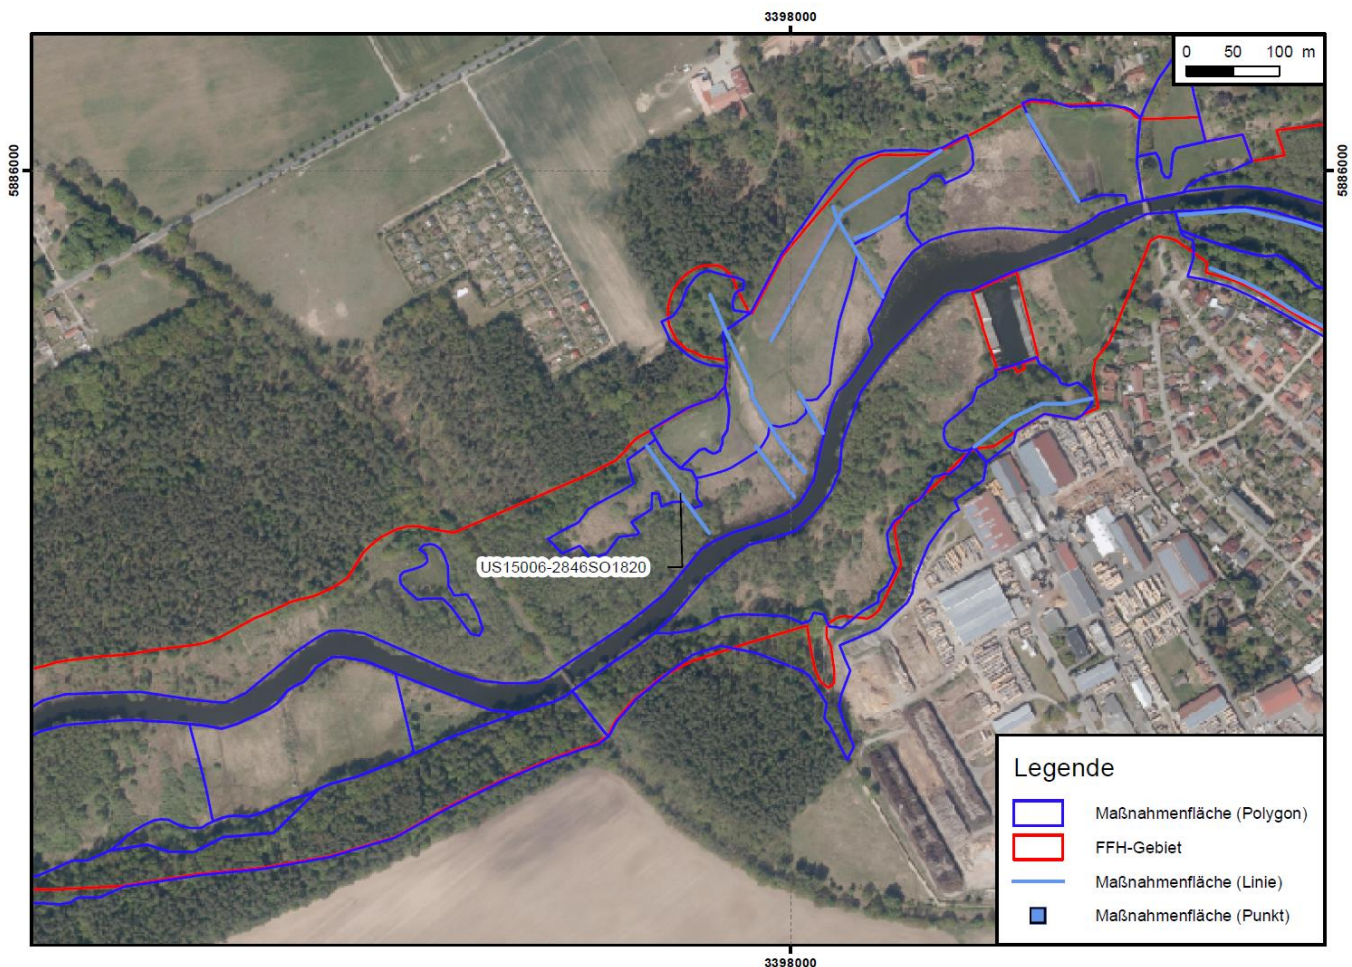 3398000
0 50 100 m
5886000
5886000
US15006-2846SO1820
Legende
Maßnahmenfläche (Polygon)
FFH-Gebiet
Maßnahmenfläche (Linie)
Maßnahmenfläche (Punkt)
3398000